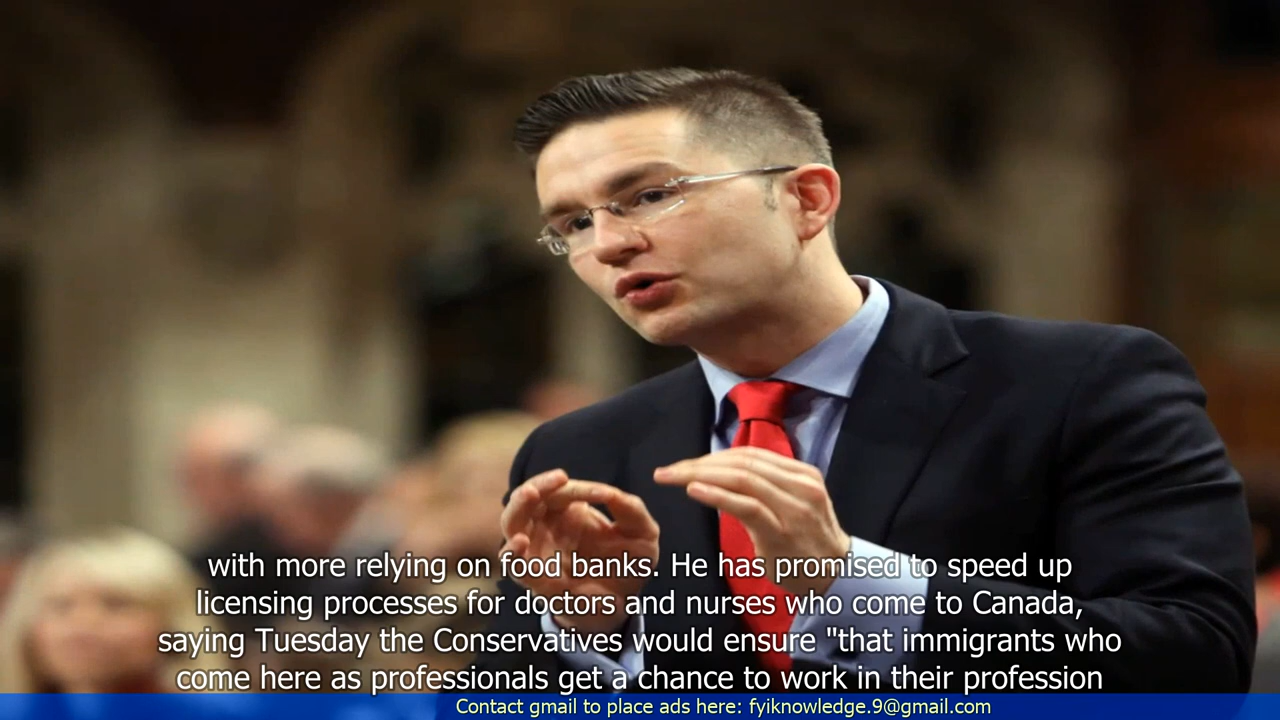 with more relying on food banks. He has promised to speed up
licensing processes for doctors and nurses who come to Canada,
saying Tuesday the Conservatives would ensure "that immigrants who
come here as professionals get a chance to work in their profession
Contact gmail to place ads here: fyiknowledge.9@gmail.com